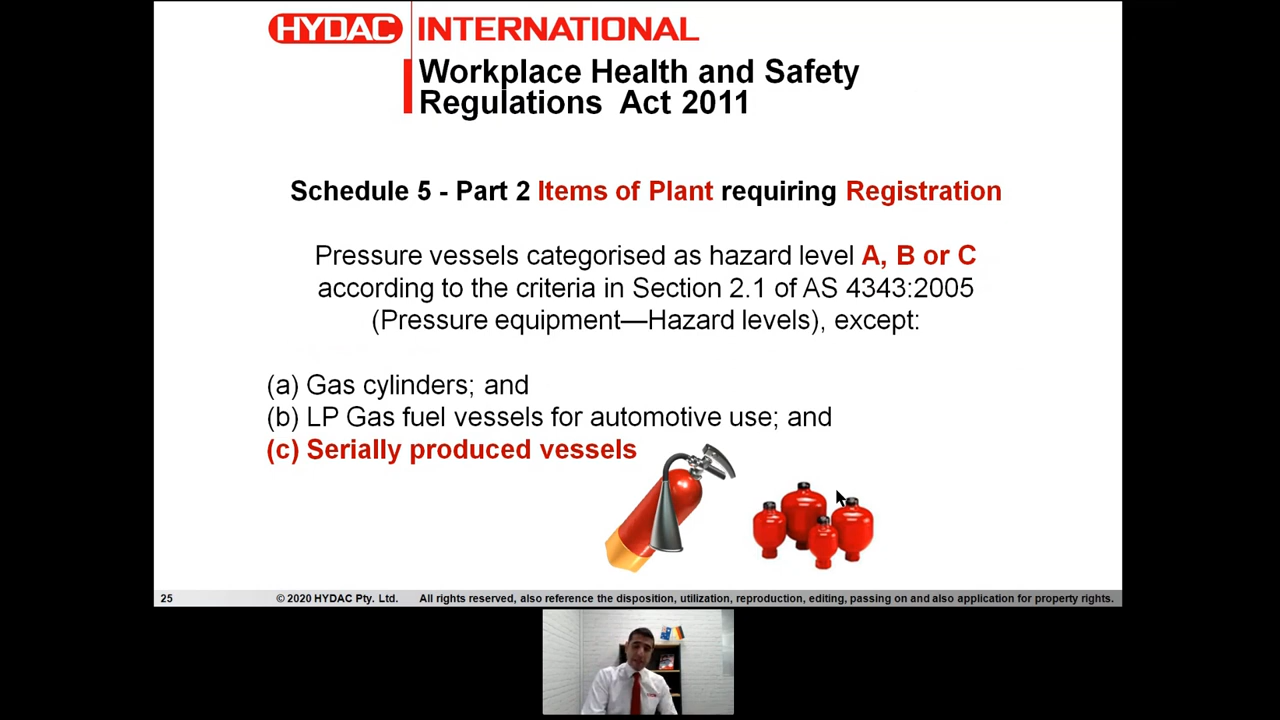 HYDAC INTERNATIONAL
Workplace Health and Safety
Regulations Act 2011
Schedule 5 - Part 2 Items of Plant requiring Registration
Pressure vessels categorised as hazard level A, B or C
according to the criteria in Section 2.1 of AS 4343:2005
(Pressure equipment—Hazard levels), except:
(a) Gas cylinders; and
(b) LP Gas fuel vessels for automotive use; and
(c) Serially produced vessels
25 © 2020 HYDAC Pty. Ltd. All rights reserved, also reference the disposition, utilization, reproduction, editing, passing on and also application for property rights.